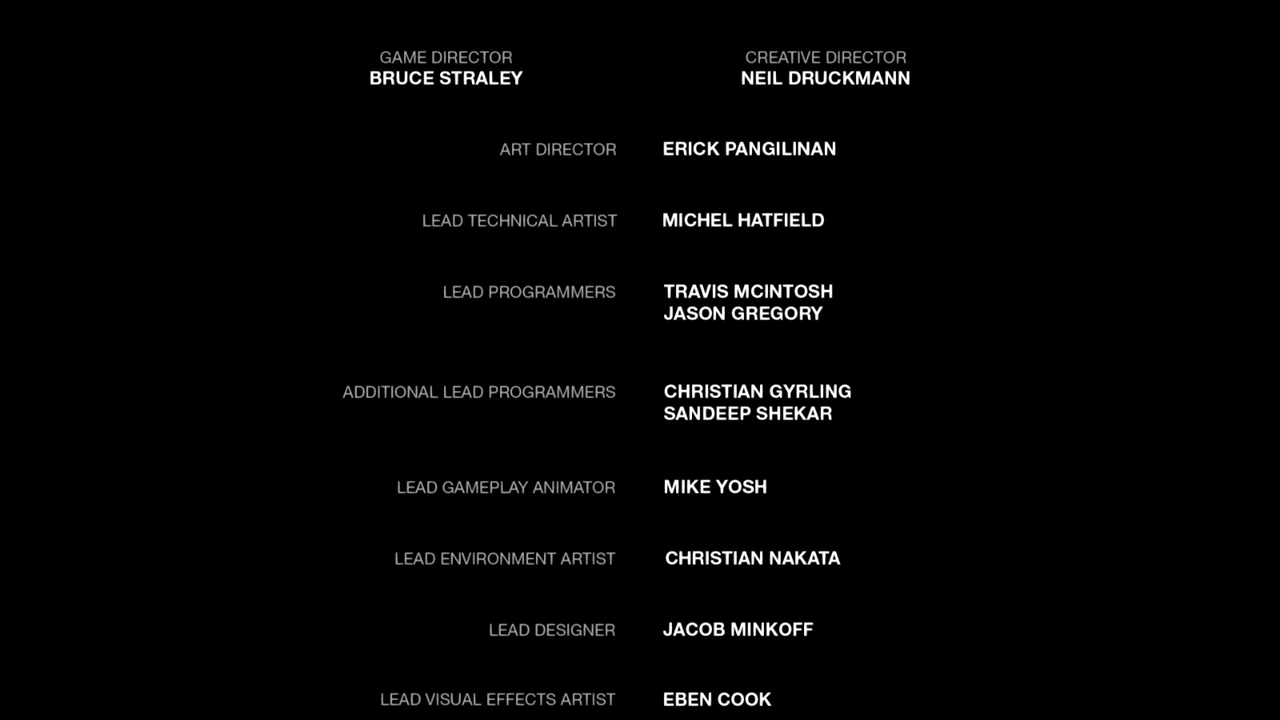 GAME DIRECTOR
BRUCE STRALEY
CREATIVE DIRECTOR
NEIL DRUCKMANN
ART DIRECTOR ERICK PANGILINAN
LEAD TECHNICAL ARTIST MICHEL HATFIELD
LEAD PROGRAMMERS TRAVIS MCINTOSH
JASON GREGORY
ADDITIONAL LEAD PROGRAMMERS CHRISTIAN GYRLING
SANDEEP SHEKAR
LEAD GAMEPLAY ANIMATOR MIKE YOSH
LEAD ENVIRONMENT ARTIST CHRISTIAN NAKATA
LEAD DESIGNER JACOB MINKOFF
LEAD VISUAL EFFECTS ARTIST EBEN COOK